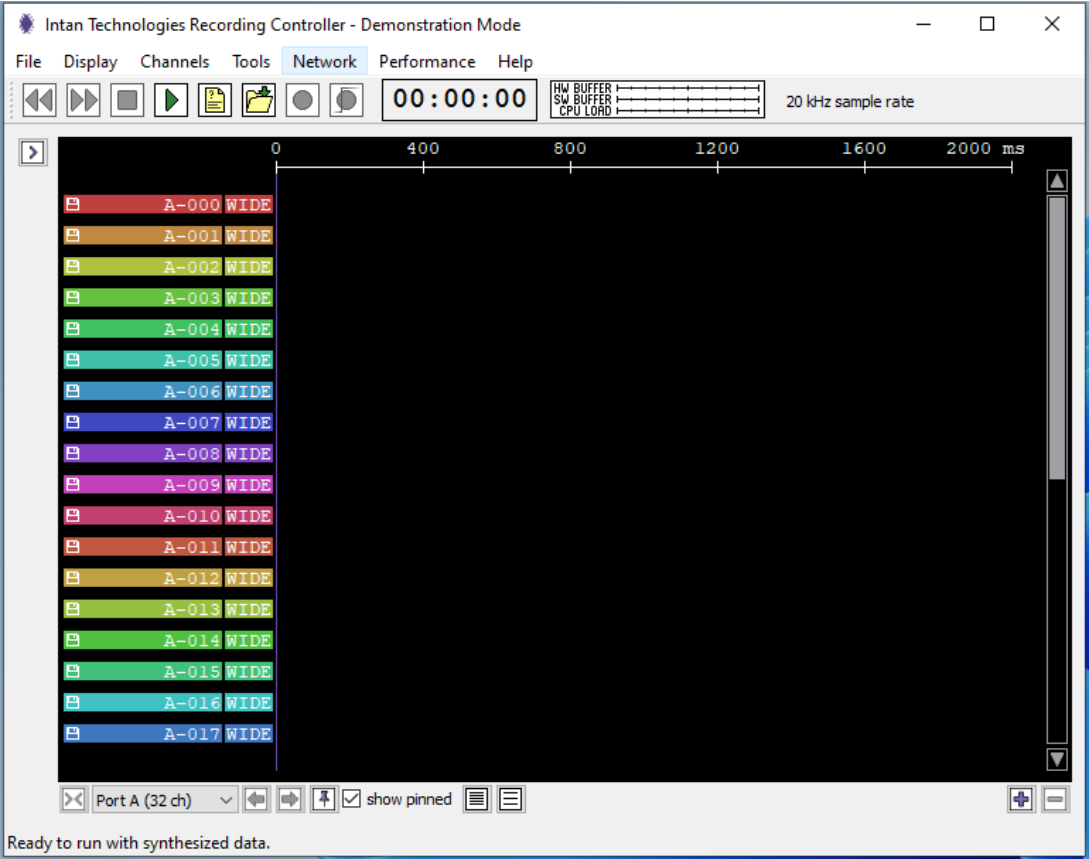 Intan Technologies Recording Controller - Demonstration Mode
File Display Channels Tools Network Performance Help
00:00:00
HW BUFFER
SW BUFFER
CPU LOAD
20 kHz sample rate
0 400 800 1200 1600 2000 ms
A-000 WIDE
A-001 WIDE
A-002 WIDE
A-003 WIDE
A-004 WIDE
A-005 WIDE
A-006 WIDE
A-007 WIDE
A-008 WIDE
A-009 WIDE
A-010 WIDE
A-011 WIDE
A-012 WIDE
A-013 WIDE
A-014 WIDE
A-015 WIDE
A-016 WIDE
A-017 WIDE
Port A (32 ch) show pinned
Ready to run with synthesized data.